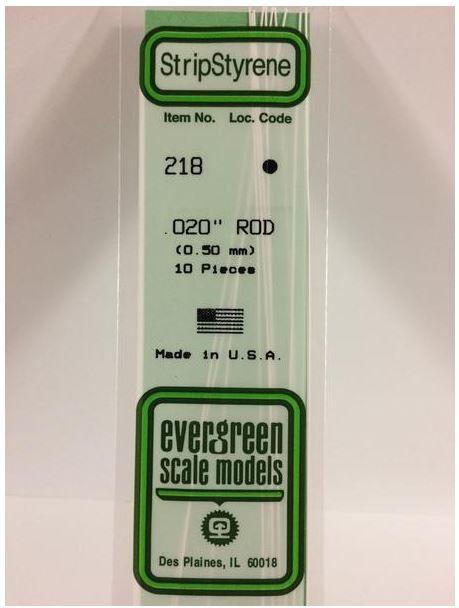 StripStyrene
Item No. Loc. Code
218 ●
.020" ROD
(0.50 mm)
10 Pieces
Made in U.S.A.
evergreen
scale models
Des Plaines, IL 60018